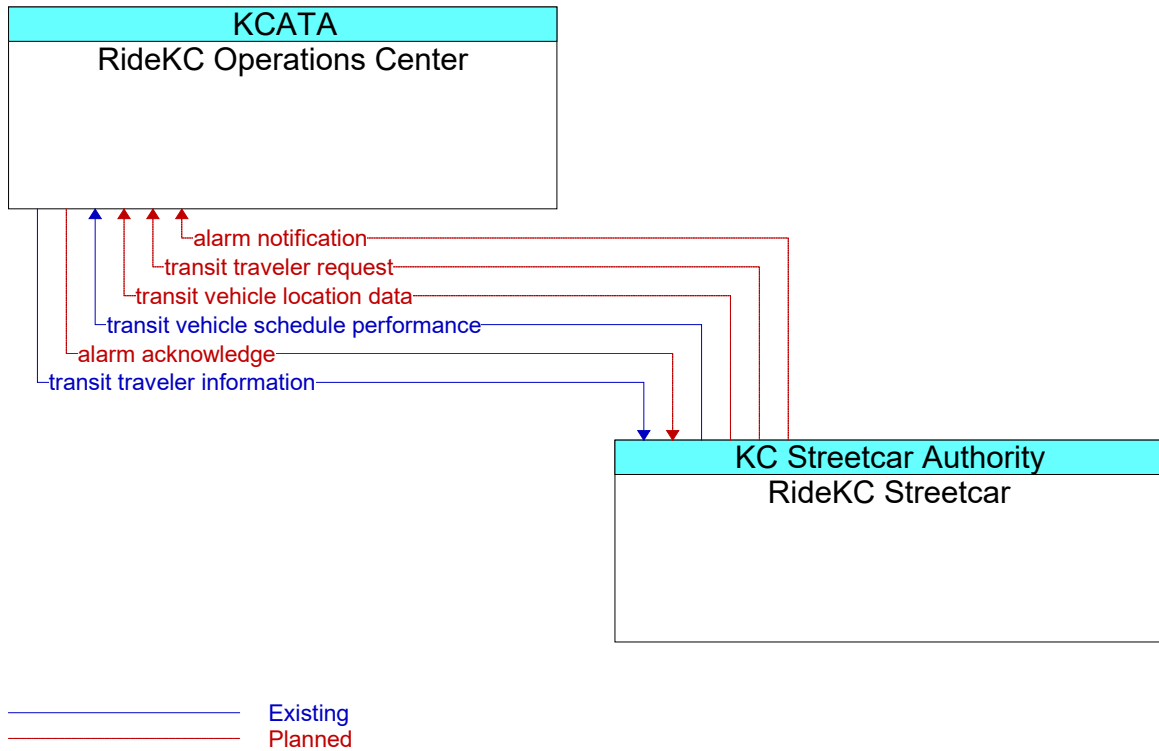 KCATA
RideKC Operations Center
alarm notification
transit traveler request
transit vehicle location data
transit vehicle schedule performance
alarm acknowledge
transit traveler information
KC Streetcar Authority
RideKC Streetcar
Existing
Planned